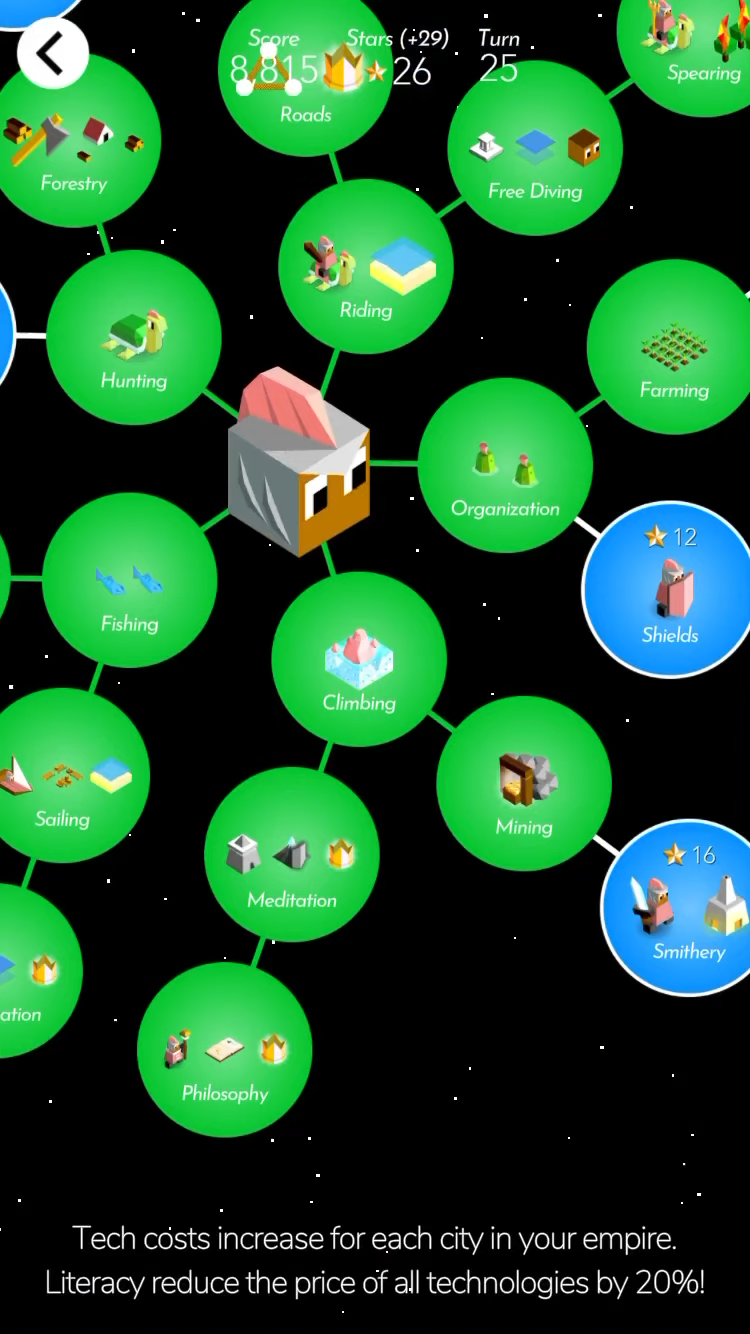 Score
Stars (+29)
Turn
8,815
26
25
Roads
Spearing
Forestry
Free Diving
Riding
Hunting
Farming
Organization
12
Fishing
Shields
Climbing
Sailing
Mining
16
Meditation
Smithery
ation
Philosophy
Tech costs increase for each city in your empire.
Literacy reduce the price of all technologies by 20%!